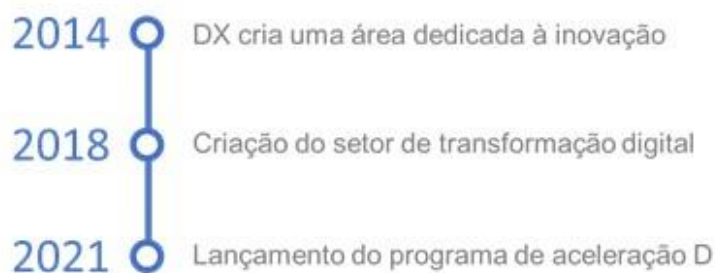 2014 DX cria uma área dedicada à inovação
2018 Criação do setor de transformação digital
2021 Lançamento do programa de aceleração D